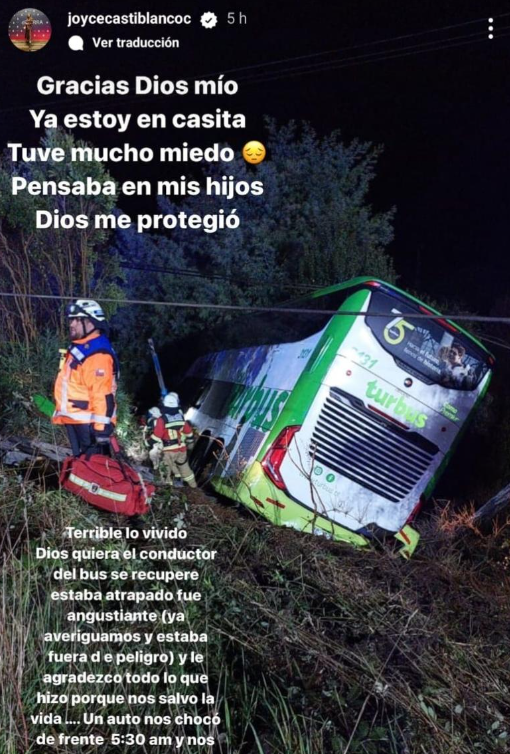 joycecastiblancoc 5 h
Ver traducción
Gracias Dios mío
Ya estoy en casita
Tuve mucho miedo 😔
Pensaba en mis hijos
Dios me protegió
turbus
turbus
Terrible lo vivido
Dios quiera el conductor
del bus se recupere
estaba atrapado fue
angustiante (ya
averiguamos y estaba
fuera d e peligro) y le
agradezco todo lo que
hizo porque nos salvo la
vida .... Un auto nos chocó
de frente 5:30 am y nos